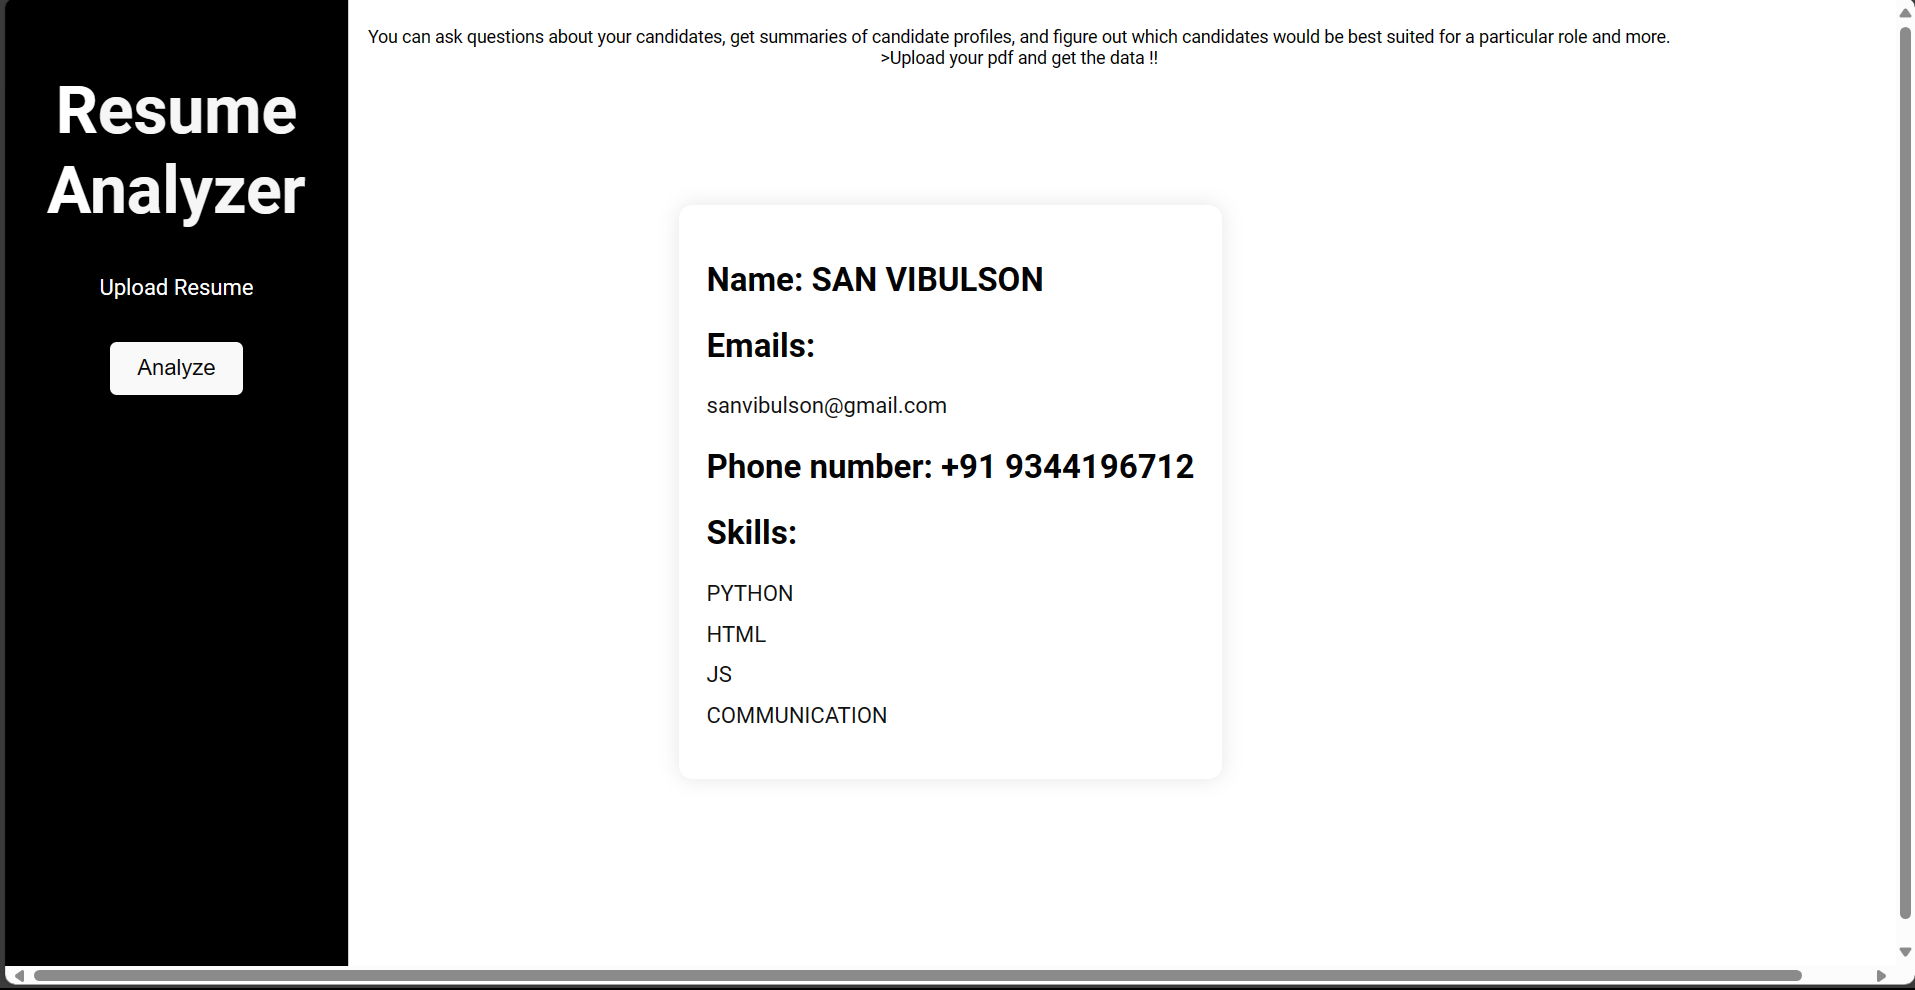 Resume
Analyzer
Upload Resume
Analyze
You can ask questions about your candidates, get summaries of candidate profiles, and figure out which candidates would be best suited for a particular role and more.
>Upload your pdf and get the data !!
Name: SAN VIBULSON
Emails:
sanvibulson@gmail.com
Phone number: +91 9344196712
Skills:
PYTHON
HTML
JS
COMMUNICATION